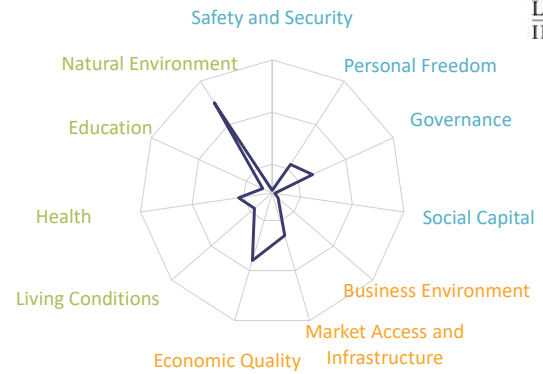 Safety and Security
Natural Environment
Personal Freedom
Education
Governance
Health
Social Capital
Living Conditions
Business Environment
Market Access and
Infrastructure
Economic Quality